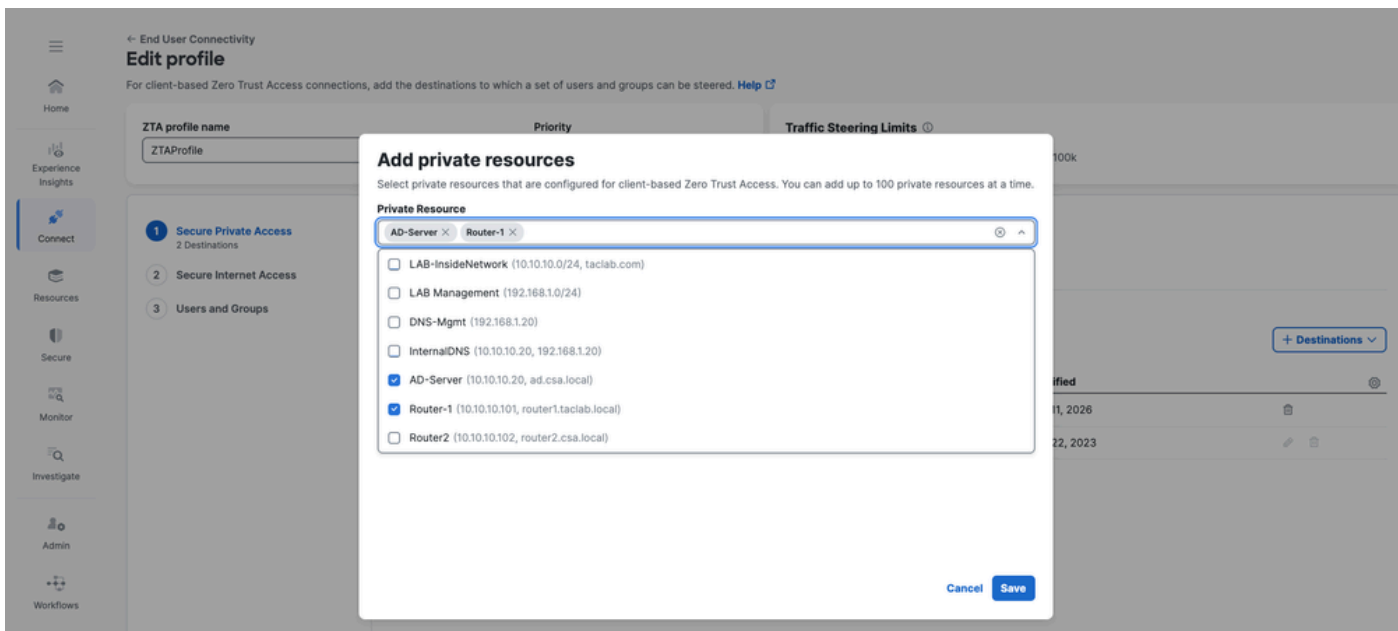 ← End User Connectivity
Edit profile
For client-based Zero Trust Access connections, add the destinations to which a set of users and groups can be steered. Help
Home
Experience
Insights
Connect
Resources
Secure
Monitor
Investigate
Admin
Workflows
ZTA profile name
ZTAProfile
Priority
Traffic Steering Limits
100k
1 Secure Private Access
2 Destinations
2 Secure Internet Access
3 Users and Groups
Add private resources
Select private resources that are configured for client-based Zero Trust Access. You can add up to 100 private resources at a time.
Private Resource
AD-Server × Router-1 ×
LAB-InsideNetwork (10.10.10.0/24, taclab.com)
LAB Management (192.168.1.0/24)
DNS-Mgmt (192.168.1.20)
InternalDNS (10.10.10.20, 192.168.1.20)
AD-Server (10.10.10.20, ad.csa.local)
Router-1 (10.10.10.101, router1.taclab.local)
Router2 (10.10.10.102, router2.csa.local)
Cancel Save
+ Destinations
ified
11, 2026
22, 2023